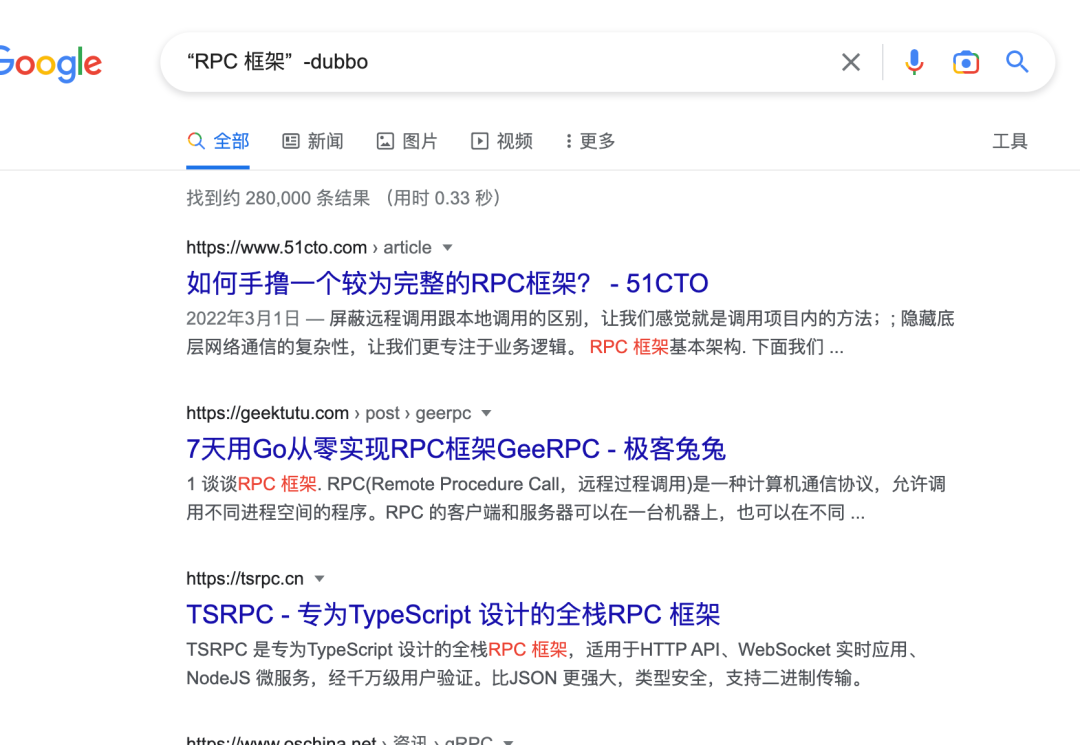 Google
“RPC 框架” -dubbo
全部 新闻 图片 视频 更多 工具
找到约 280,000 条结果 （用时 0.33 秒）
https://www.51cto.com › article
如何手撸一个较为完整的RPC框架？ - 51CTO
2022年3月1日 — 屏蔽远程调用跟本地调用的区别，让我们感觉就是调用项目内的方法；; 隐藏底
层网络通信的复杂性，让我们更专注于业务逻辑。 RPC 框架基本架构. 下面我们 ...
https://geektutu.com › post › geerpc
7天用Go从零实现RPC框架GeeRPC - 极客兔兔
1 谈谈RPC 框架. RPC(Remote Procedure Call，远程过程调用)是一种计算机通信协议，允许调
用不同进程空间的程序。RPC 的客户端和服务器可以在一台机器上，也可以在不同 ...
https://tsrpc.cn
TSRPC - 专为TypeScript 设计的全栈RPC 框架
TSRPC 是专为TypeScript 设计的全栈RPC 框架，适用于HTTP API、WebSocket 实时应用、
NodeJS 微服务，经千万级用户验证。比JSON 更强大，类型安全，支持二进制传输。
https://www.oschina.net › 资讯 › gRPC